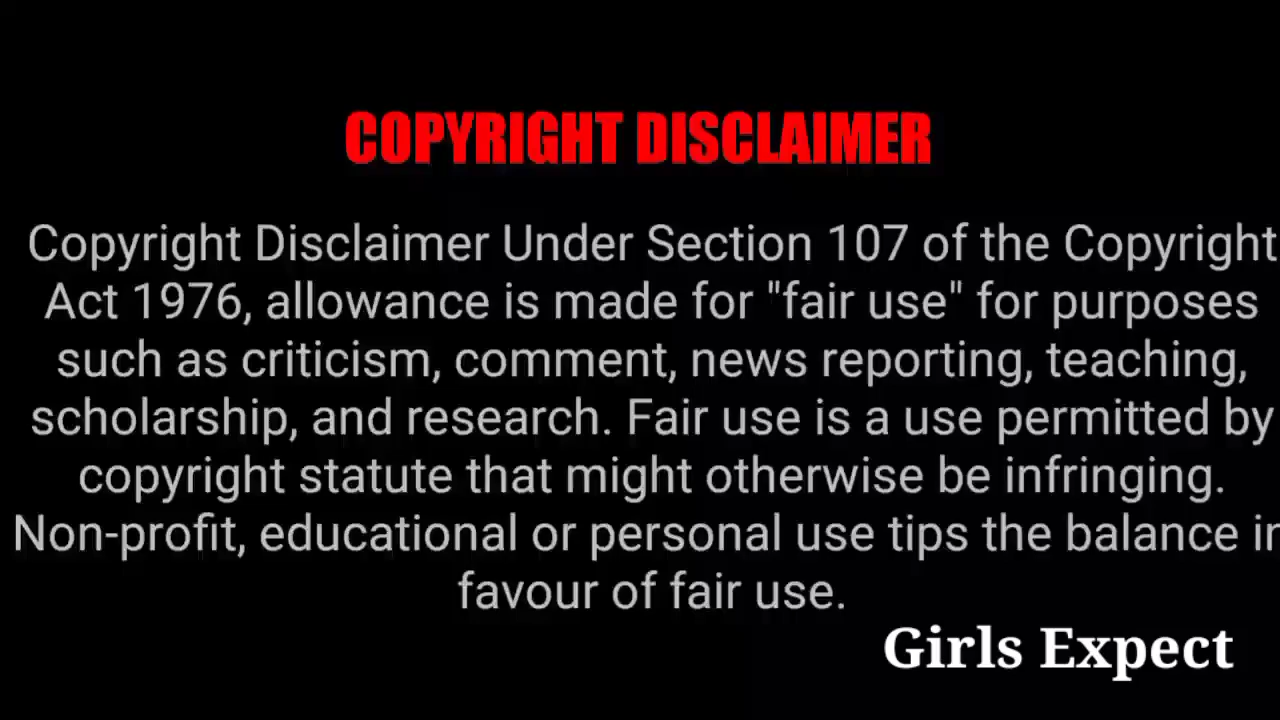 COPYRIGHT DISCLAIMER
Copyright Disclaimer Under Section 107 of the Copyright
Act 1976, allowance is made for "fair use" for purposes
such as criticism, comment, news reporting, teaching,
scholarship, and research. Fair use is a use permitted by
copyright statute that might otherwise be infringing.
Non-profit, educational or personal use tips the balance in
favour of fair use.
Girls Expect